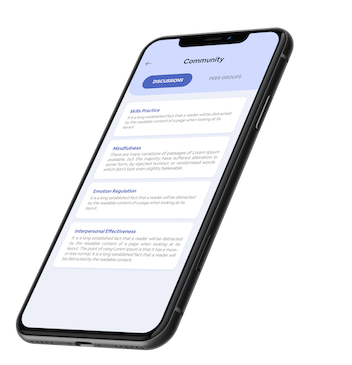 Community
DISCUSSIONS PEER GROUPS
Skills Practice
It is a long established fact that a reader will be distracted
by the readable content of a page when looking at its
layout.
Mindfulness
There are many variations of passages of Lorem Ipsum
available, but the majority have suffered alteration in
some form, by injected humour, or randomised words
which don't look even slightly believable.
Emotion Regulation
It is a long established fact that a reader will be distracted
by the readable content of a page when looking at its
layout.
Interpersonal Effectiveness
It is a long established fact that a reader will be distracted
by the readable content of a page when looking at its
layout. The point of using Lorem Ipsum is that it has a more-
or-less normal. It is a long established fact that a reader will
be distracted by the readable content.